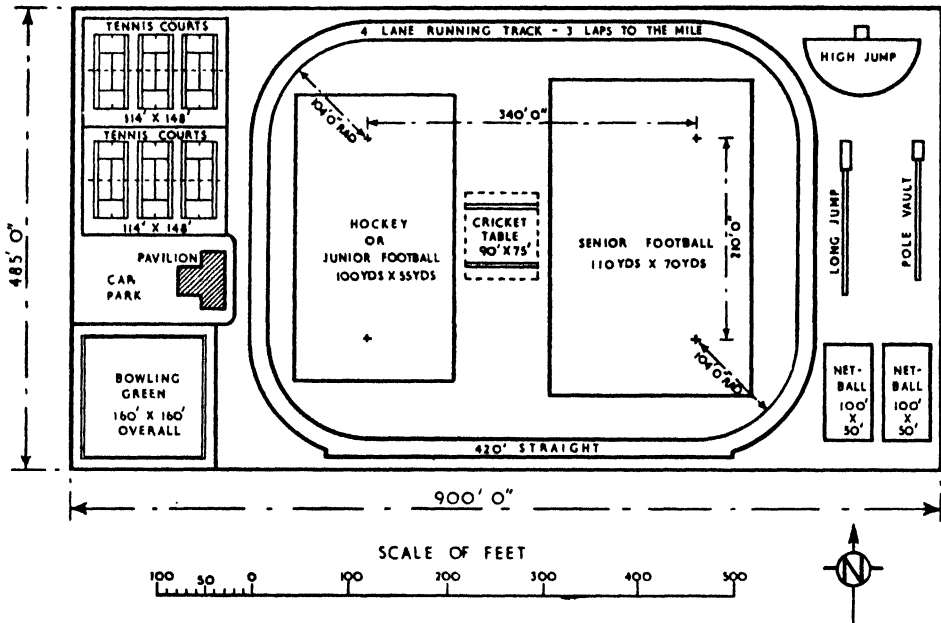 TENNIS COURTS
114' X 148'
TENNIS COURTS
114' X 148'
PAVILION
CAR
PARK
BOWLING
GREEN
160' X 160'
OVERALL
4 LANE RUNNING TRACK - 3 LAPS TO THE MILE
104'0" RAD
340' 0"
HOCKEY
OR
JUNIOR FOOTBALL
100YDS X 55YDS
CRICKET
TABLE
90' X 75'
SENIOR FOOTBALL
110YDS X 70YDS
210'0"
104'0" RAD
420' STRAIGHT
HIGH JUMP
LONG JUMP
POLE VAULT
NET-
BALL
100'
X
50'
NET-
BALL
100'
X
50'
485' 0"
900' 0"
SCALE OF FEET
100 50 0 100 200 300 400 500
N